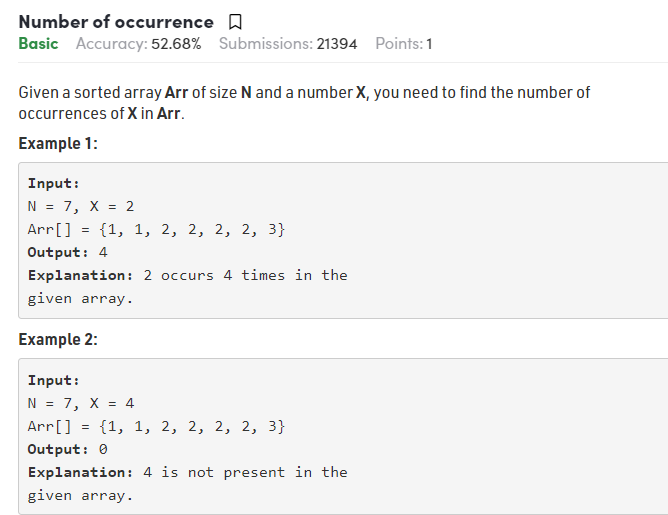 Number of occurrence
Basic Accuracy: 52.68% Submissions: 21394 Points: 1
Given a sorted array Arr of size N and a number X, you need to find the number of
occurrences of X in Arr.
Example 1:
Input:
N = 7, X = 2
Arr[] = {1, 1, 2, 2, 2, 2, 3}
Output: 4
Explanation: 2 occurs 4 times in the
given array.
Example 2:
Input:
N = 7, X = 4
Arr[] = {1, 1, 2, 2, 2, 2, 3}
Output: 0
Explanation: 4 is not present in the
given array.